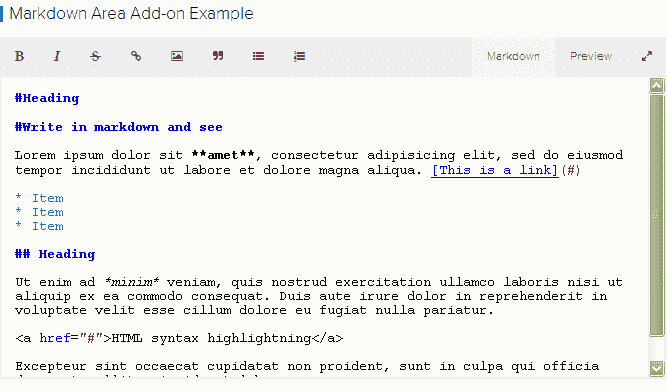 Markdown Area Add-on Example
B I S Markdown Preview
#Heading
#Write in markdown and see
Lorem ipsum dolor sit **amet**, consectetur adipisicing elit, sed do eiusmod
tempor incididunt ut labore et dolore magna aliqua. [This is a link](#)
* Item
* Item
* Item
## Heading
Ut enim ad *minim* veniam, quis nostrud exercitation ullamco laboris nisi ut
aliquip ex ea commodo consequat. Duis aute irure dolor in reprehenderit in
voluptate velit esse cillum dolore eu fugiat nulla pariatur.
<a href="#">HTML syntax highlightning</a>
Excepteur sint occaecat cupidatat non proident, sunt in culpa qui officia